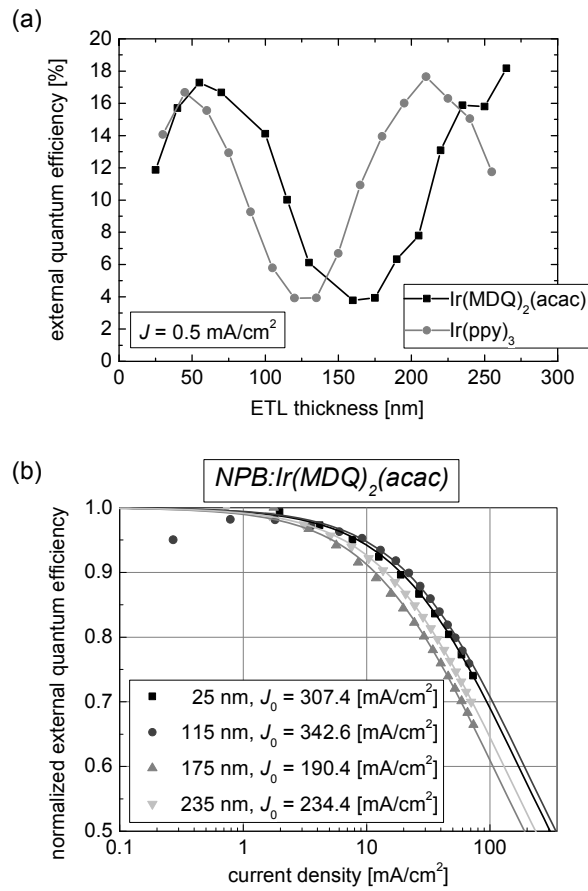 (a)
20
18
16
14
12
10
8
6
4
2
0
external quantum efficiency [%]
J = 0.5 mA/cm²
Ir(MDQ)₂(acac)
Ir(ppy)₃
0 50 100 150 200 250 300
ETL thickness [nm]
(b)
NPB:Ir(MDQ)₂(acac)
1.0
0.9
0.8
0.7
0.6
0.5
normalized external quantum efficiency
25 nm, J₀ = 307.4 [mA/cm²]
115 nm, J₀ = 342.6 [mA/cm²]
175 nm, J₀ = 190.4 [mA/cm²]
235 nm, J₀ = 234.4 [mA/cm²]
0.1 1 10 100
current density [mA/cm²]